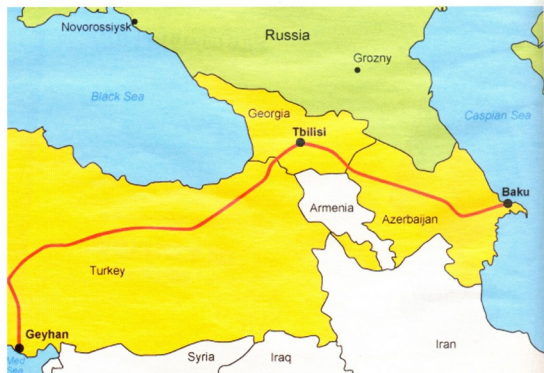 Novorossiysk
Russia
Grozny
Black Sea
Caspian Sea
Georgia
Tbilisi
Baku
Armenia
Azerbaijan
Turkey
Geyhan
Med
Sea
Syria
Iraq
Iran